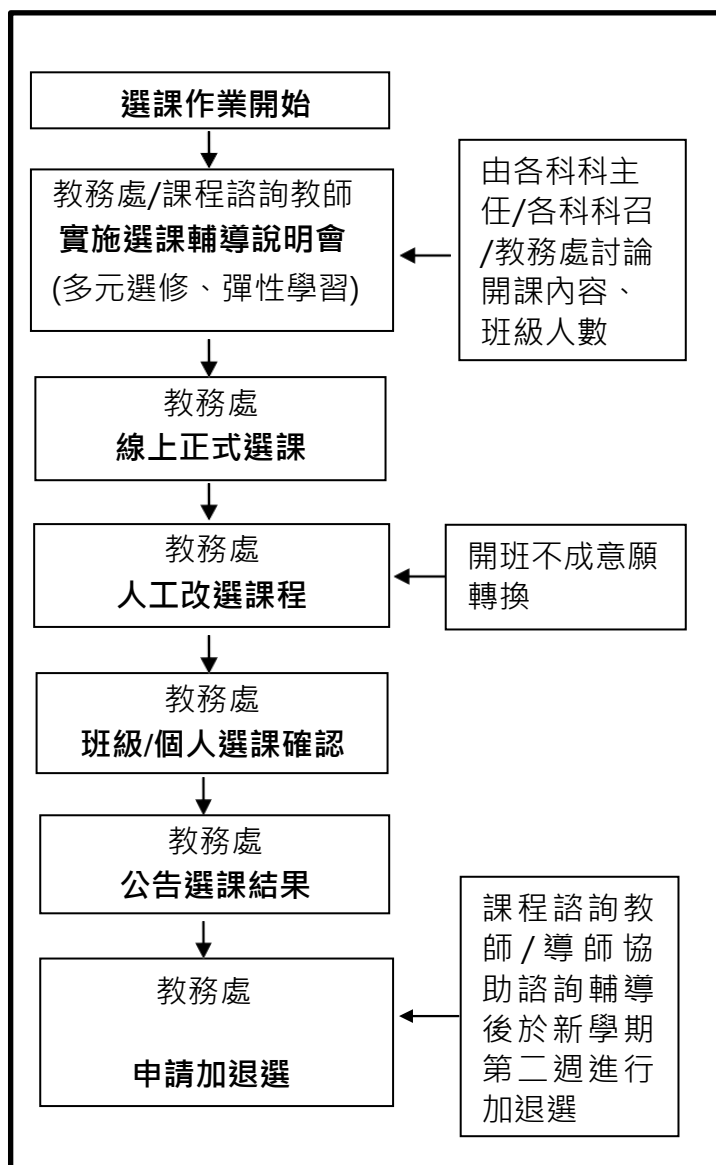 選課作業開始
教務處/課程諮詢教師
實施選課輔導說明會
(多元選修、彈性學習)
由各科科主
任/各科科召
/教務處討論
開課內容、
班級人數
教務處
線上正式選課
教務處
人工改選課程
開班不成意願
轉換
教務處
班級/個人選課確認
教務處
公告選課結果
教務處
申請加退選
課程諮詢教
師/導師協
助諮詢輔導
後於新學期
第二週進行
加退選